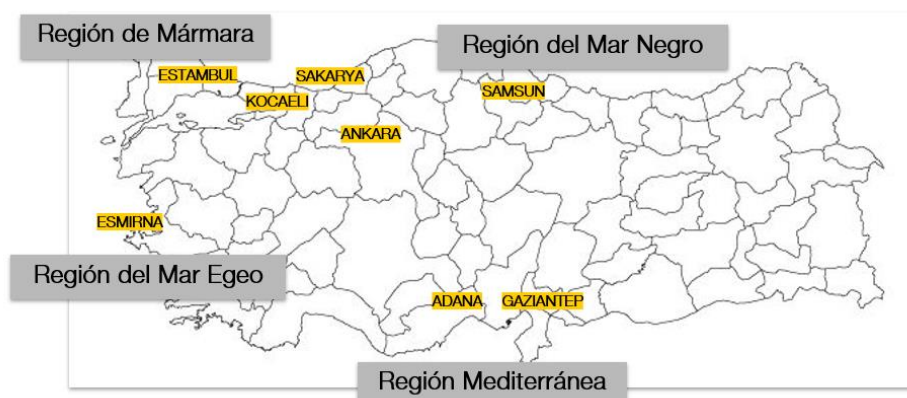 Región de Mármara
Región del Mar Negro
ESTAMBUL
SAKARYA
KOCAELI
SAMSUN
ANKARA
ESMIRNA
Región del Mar Egeo
ADANA
GAZIANTEP
Región Mediterránea